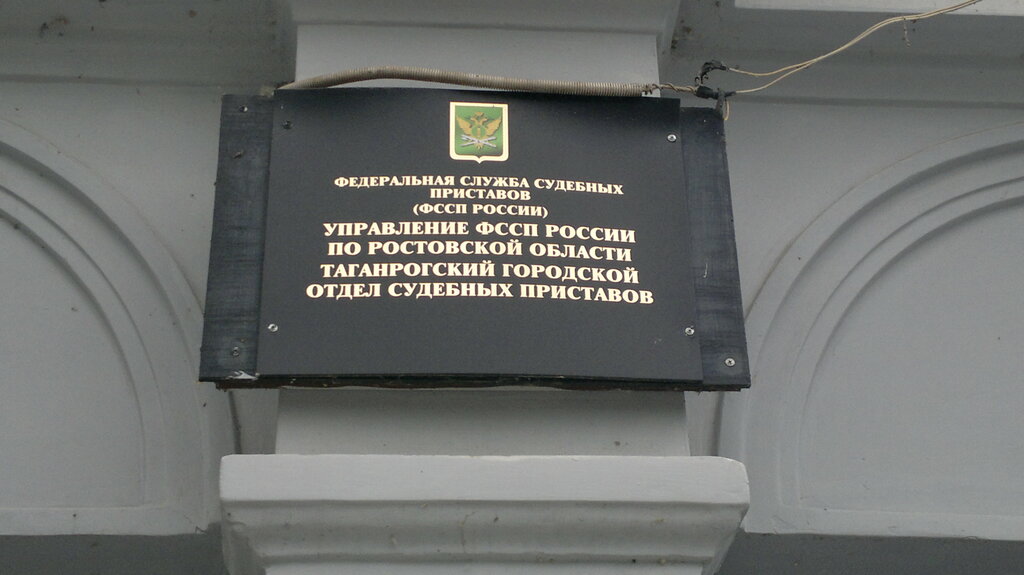 ФЕДЕРАЛЬНАЯ СЛУЖБА СУДЕБНЫХ
ПРИСТАВОВ
(ФССП РОССИИ)
УПРАВЛЕНИЕ ФССП РОССИИ
ПО РОСТОВСКОЙ ОБЛАСТИ
ТАГАНРОГСКИЙ ГОРОДСКОЙ
ОТДЕЛ СУДЕБНЫХ ПРИСТАВОВ